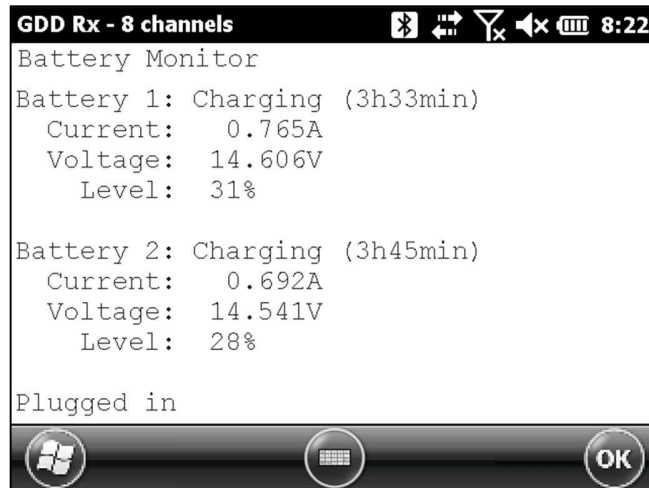 GDD Rx - 8 channels 8:22
Battery Monitor
Battery 1: Charging (3h33min)
Current: 0.765A
Voltage: 14.606V
Level: 31%
Battery 2: Charging (3h45min)
Current: 0.692A
Voltage: 14.541V
Level: 28%
Plugged in
OK